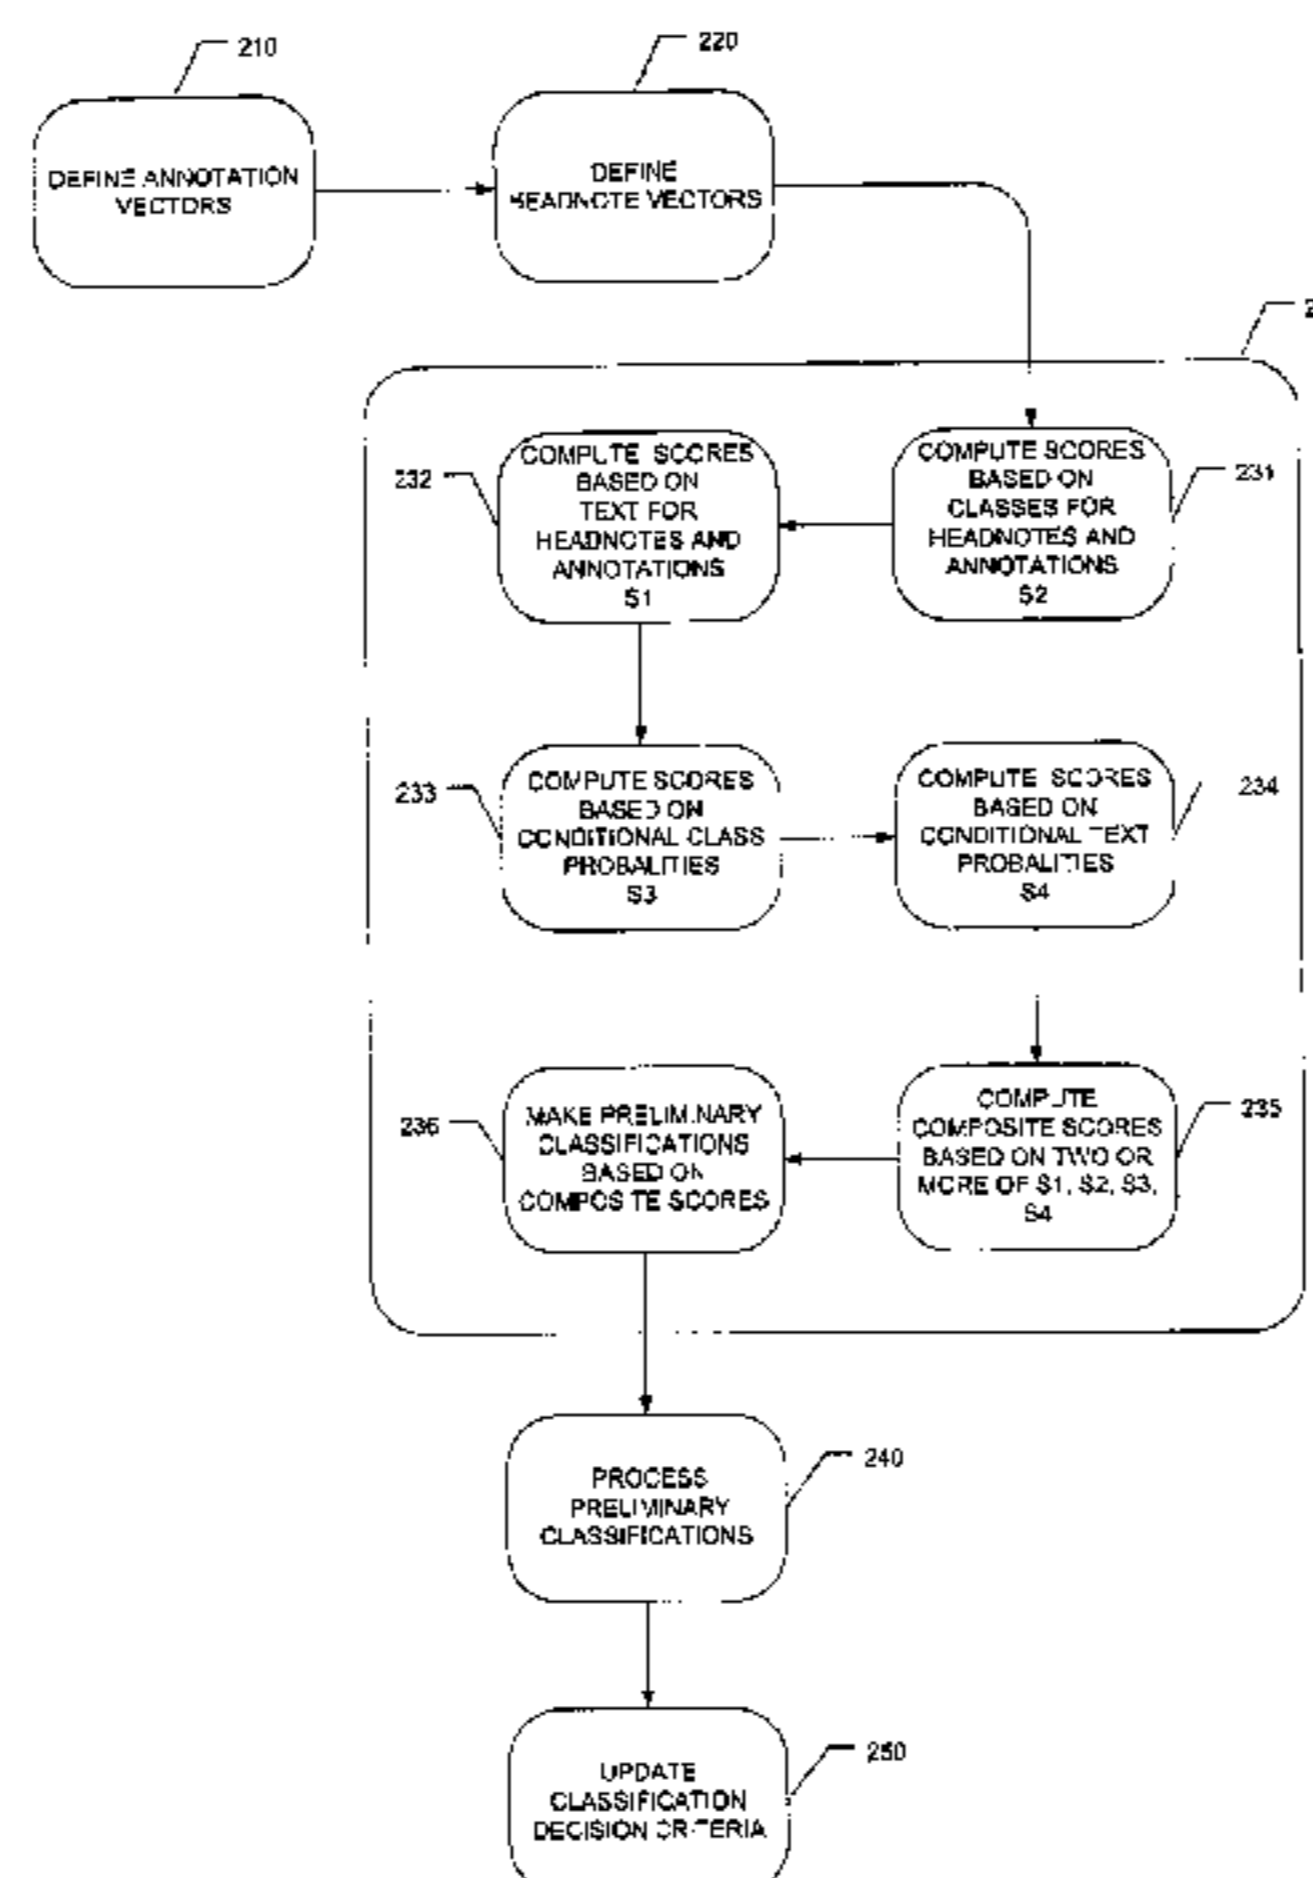 210
220
DEFINE ANNOTATION
VECTORS
DEFINE
HEADNOTE VECTORS
2
232
COMPUTE SCORES
BASED ON
TEXT FOR
HEADNOTES AND
ANNOTATIONS
S1
COMPUTE SCORES
BASED ON
CLASSES FOR
HEADNOTES AND
ANNOTATIONS
S2
231
233
COMPUTE SCORES
BASED ON
CONDITIONAL CLASS
PROBALITIES
S3
COMPUTE SCORES
BASED ON
CONDITIONAL TEXT
PROBALITIES
S4
234
236
MAKE PRELIMINARY
CLASSIFICATIONS
BASED ON
COMPOSITE SCORES
COMPUTE
COMPOSITE SCORES
BASED ON TWO OR
MORE OF S1, S2, S3,
S4
235
PROCESS
PRELIMINARY
CLASSIFICATIONS
240
UPDATE
CLASSIFICATION
DECISION CRITERIA
250